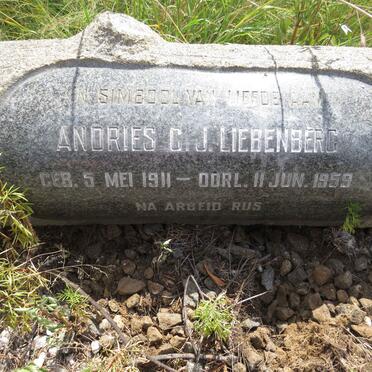 'N SIMBOOL VAN LIEFDE AAN
ANDRIES C. J. LIEBENBERG
GEB. 5 MEI 1911 — OORL. 11 JUN. 1959
NA ARBEID RUS